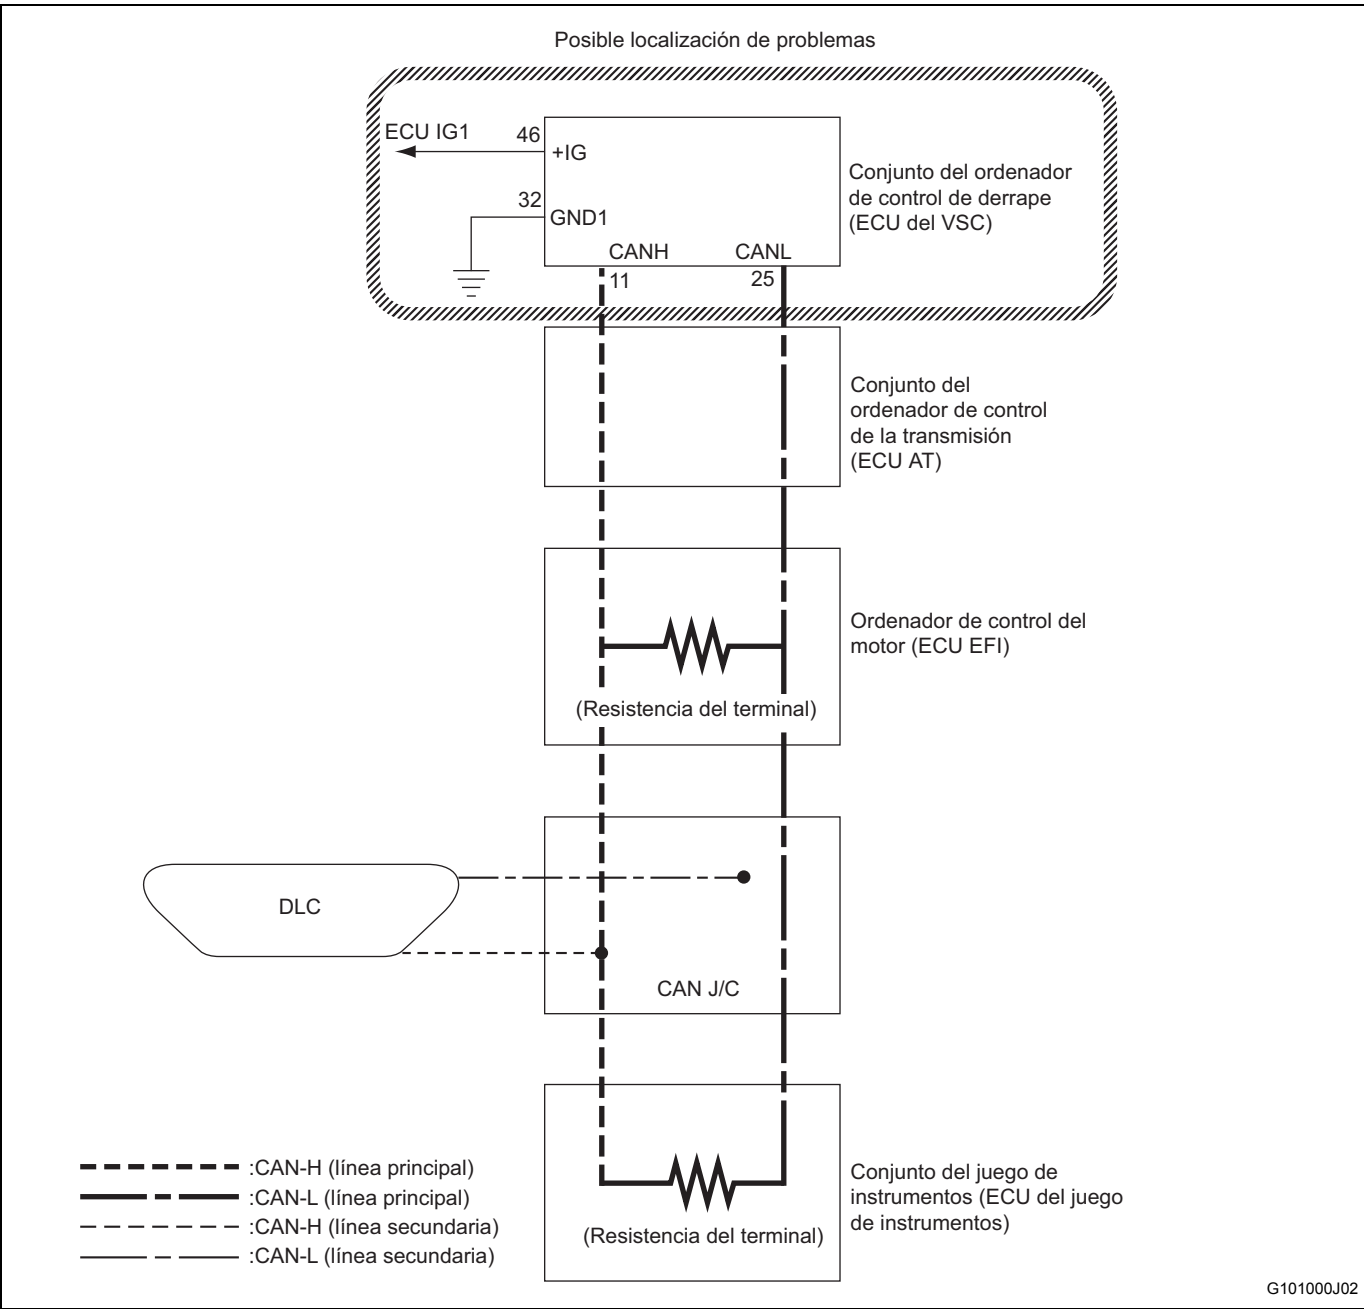 Posible localización de problemas
ECU IG1
46
+IG
32
GND1
CANH
CANL
11
25
Conjunto del ordenador
de control de derrape
(ECU del VSC)
Conjunto del
ordenador de control
de la transmisión
(ECU AT)
Ordenador de control del
motor (ECU EFI)
(Resistencia del terminal)
DLC
CAN J/C
Conjunto del juego de
instrumentos (ECU del juego
de instrumentos)
(Resistencia del terminal)
:CAN-H (línea principal)
:CAN-L (línea principal)
:CAN-H (línea secundaria)
:CAN-L (línea secundaria)
G101000J02